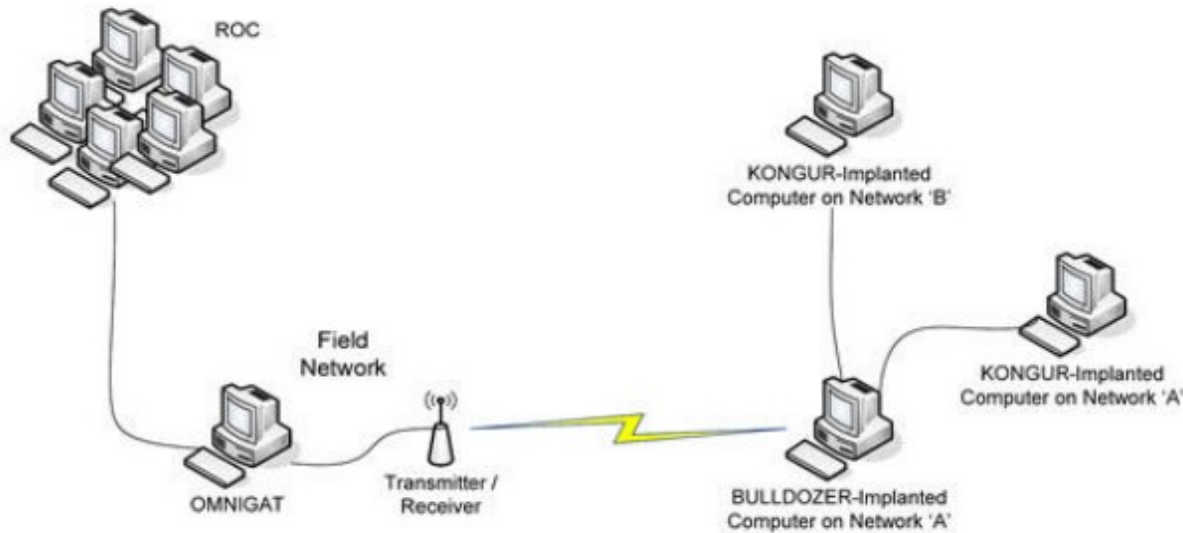 ROC
KONGUR-Implanted
Computer on Network 'B'
Field
Network
KONGUR-Implanted
Computer on Network 'A'
OMNIGAT
Transmitter /
Receiver
BULLDOZER-Implanted
Computer on Network 'A'